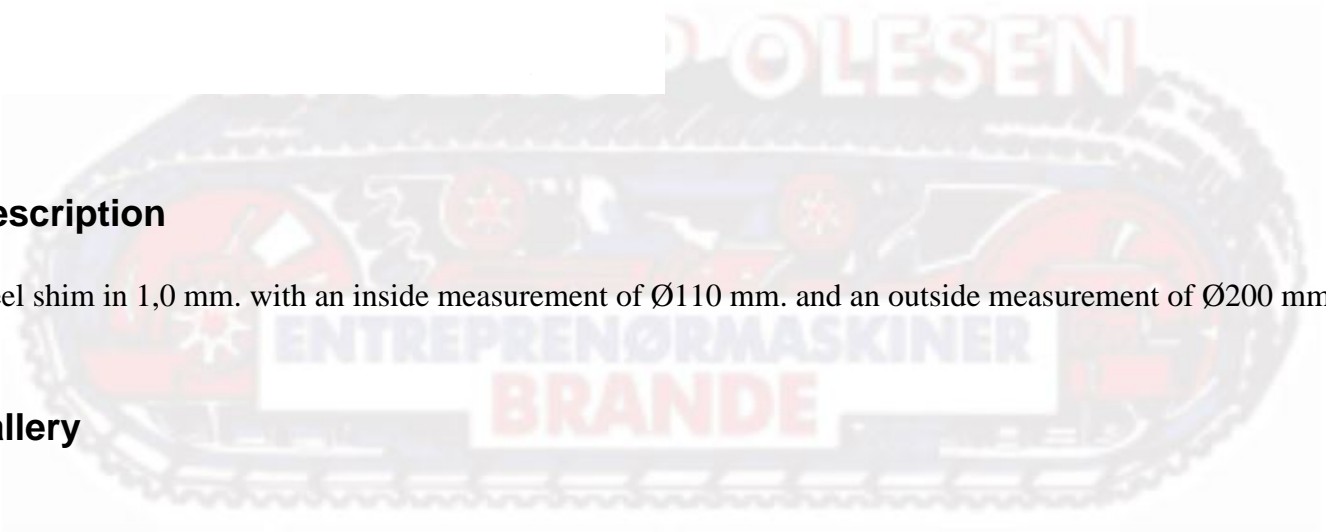 OLESEN
escription
eel shim in 1,0 mm. with an inside measurement of Ø110 mm. and an outside measurement of Ø200 mm
ENTREPRENØRMASKINER
BRANDE
allery